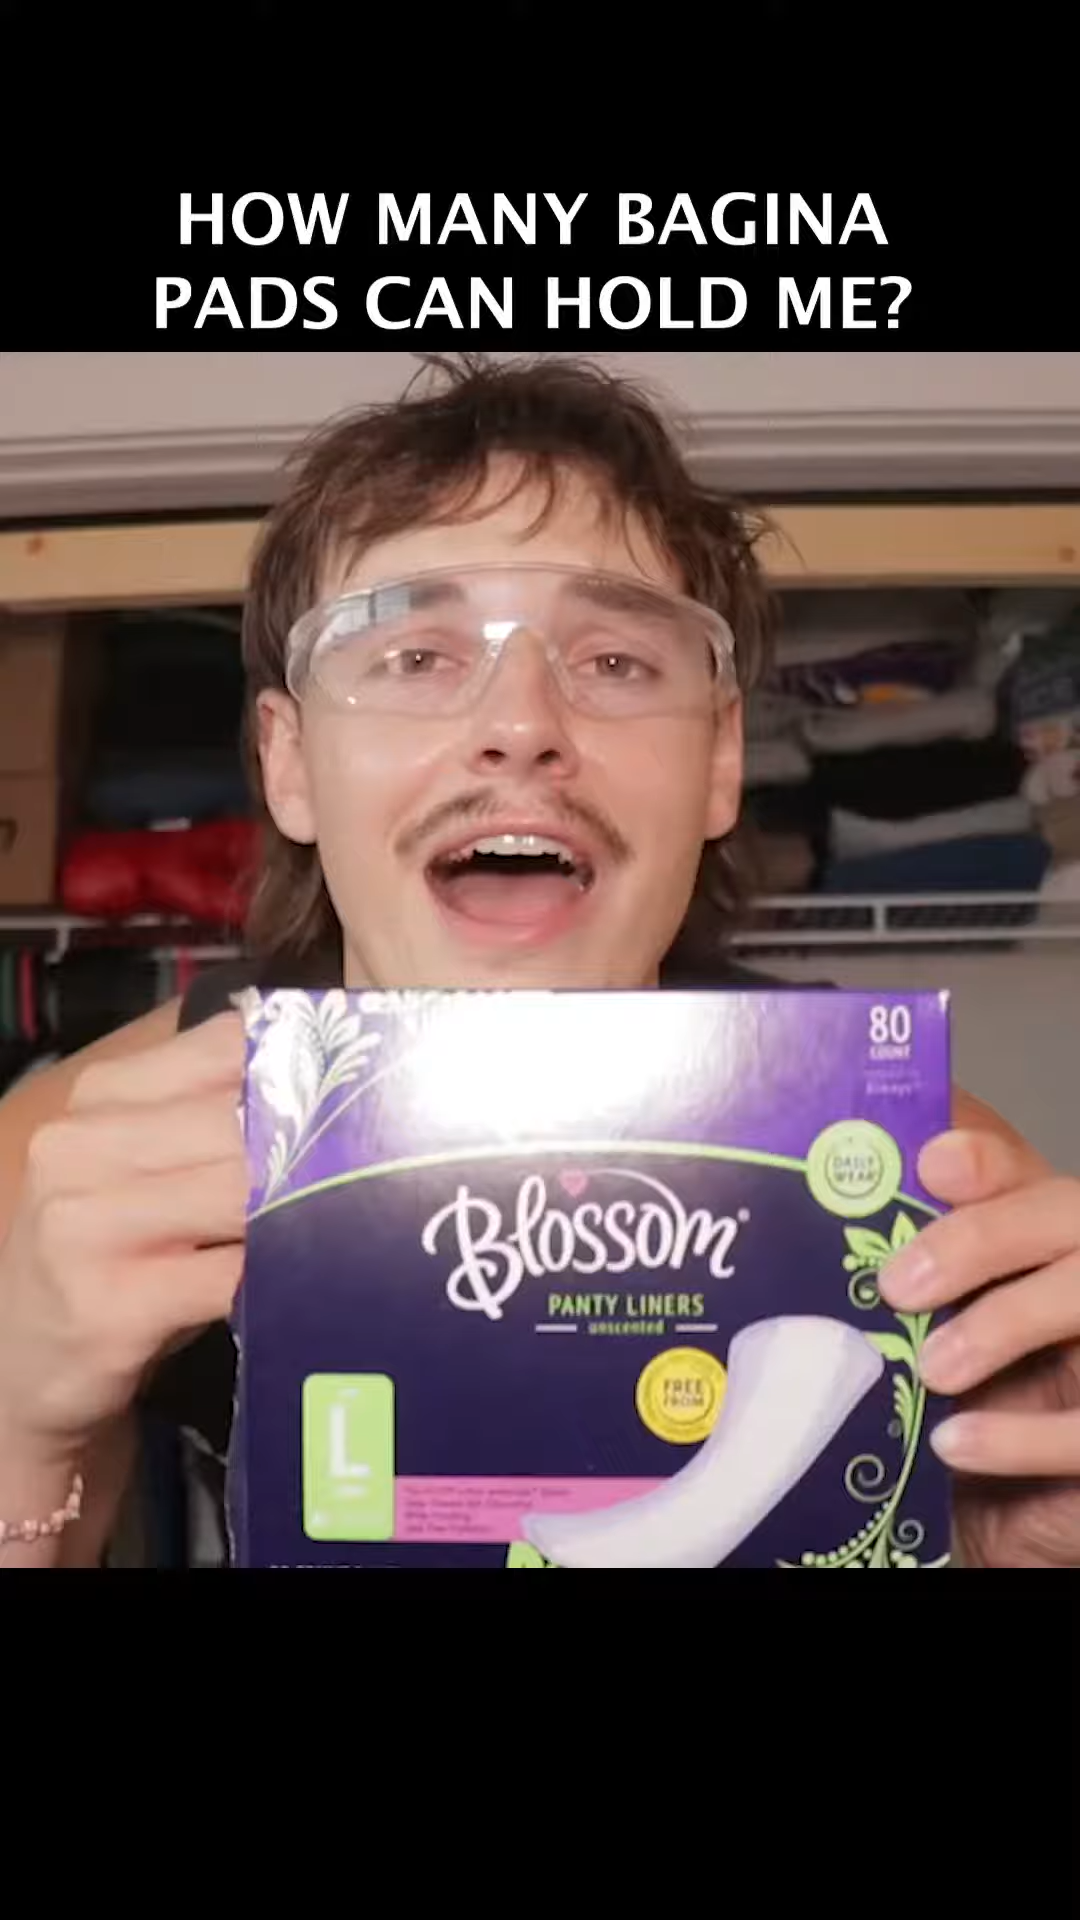 HOW MANY BAGINA
PADS CAN HOLD ME?
80
COUNT
DAILY
WEAR
Blossom
PANTY LINERS
unscented
FREE
FROM
L